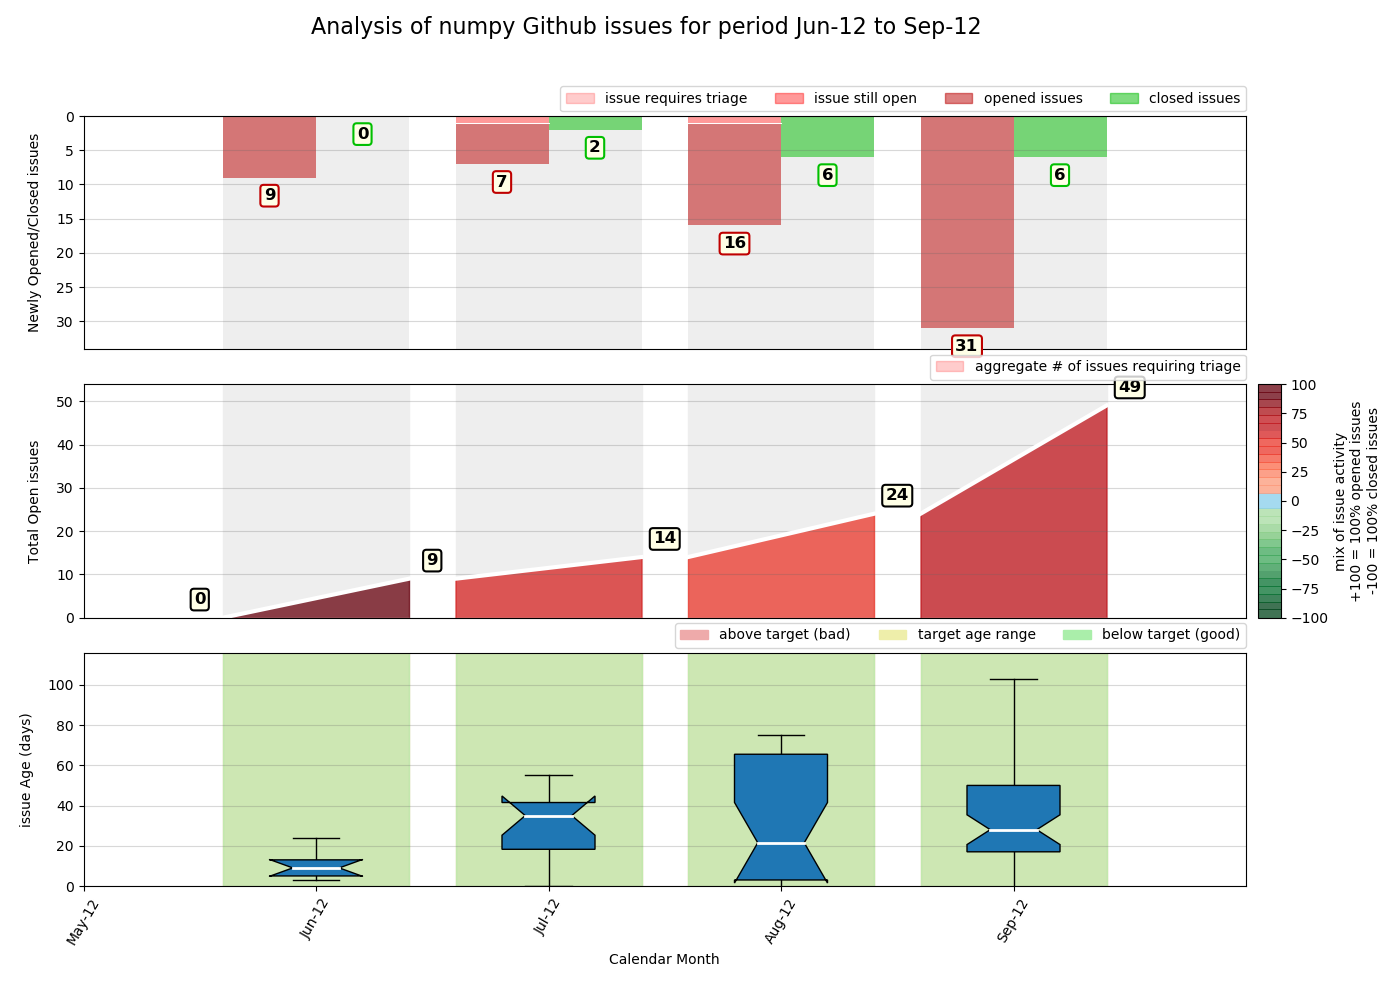 Analysis of numpy Github issues for period Jun-12 to Sep-12
issue requires triage issue still open opened issues closed issues
Newly Opened/Closed issues
0
5
10
15
20
25
30
9
0
7
2
16
6
31
6
aggregate # of issues requiring triage
Total Open issues
50
40
30
20
10
0
0
9
14
24
49
100
75
50
25
0
−25
−50
−75
−100
mix of issue activity
+100 = 100% opened issues
-100 = 100% closed issues
above target (bad) target age range below target (good)
issue Age (days)
100
80
60
40
20
0
May-12
Jun-12
Jul-12
Aug-12
Sep-12
Calendar Month